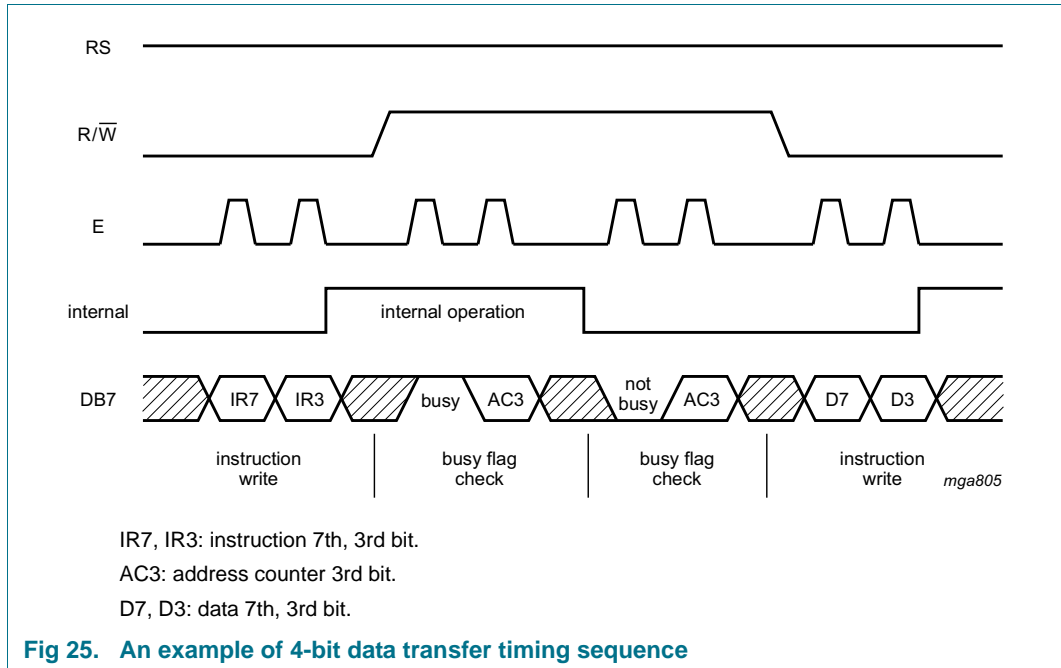 RS
R/W
E
internal
internal operation
DB7
IR7 IR3 busy AC3 not busy AC3 D7 D3
instruction write
busy flag check
busy flag check
instruction write
mga805
IR7, IR3: instruction 7th, 3rd bit.
AC3: address counter 3rd bit.
D7, D3: data 7th, 3rd bit.
Fig 25. An example of 4-bit data transfer timing sequence